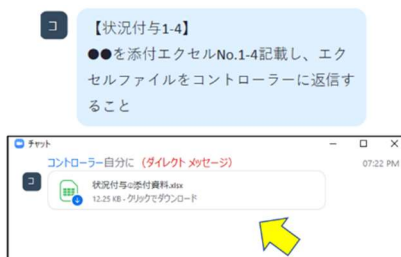 コ
【状況付与1-4】
●●を添付エクセルNo.1-4記載し、エク
セルファイルをコントローラーに返信す
ること
チャット
コントローラー自分に (ダイレクト メッセージ)
07:22 PM
コ
状況付与②添付資料.xlsx
12.25 KB - クリックでダウンロード